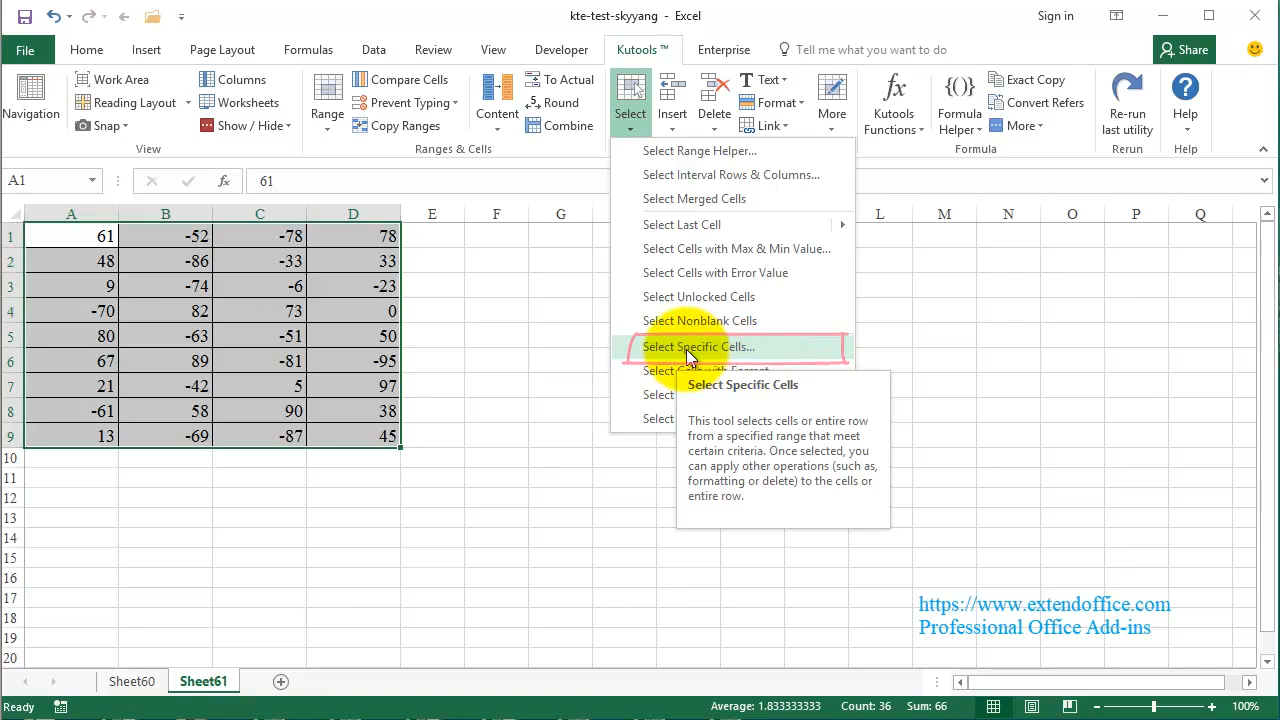 kte-test-skyyang - Excel
Sign in
File Home Insert Page Layout Formulas Data Review View Developer Kutools ™ Enterprise Tell me what you want to do Share
Navigation
Work Area
Reading Layout
Snap
Columns
Worksheets
Show / Hide
View
Range
Compare Cells
Prevent Typing
Copy Ranges
Content
To Actual
Round
Combine
Ranges & Cells
Select
Insert
Delete
Text
Format
Link
More
Kutools
Functions
Formula
Helper
Exact Copy
Convert Refers
More
Formula
Re-run
last utility
Rerun
Help
Help
A1
fx
61
A B C D E F G L M N O P Q
1 61 -52 -78 78
2 48 -86 -33 33
3 9 -74 -6 -23
4 -70 82 73 0
5 80 -63 -51 50
6 67 89 -81 -95
7 21 -42 5 97
8 -61 58 90 38
9 13 -69 -87 45
10
11
12
13
14
15
16
17
18
19
20
Select Range Helper...
Select Interval Rows & Columns...
Select Merged Cells
Select Last Cell
Select Cells with Max & Min Value...
Select Cells with Error Value
Select Unlocked Cells
Select Nonblank Cells
Select Specific Cells...
Select Cells with Format
Select
Select
Select Specific Cells
This tool selects cells or entire row
from a specified range that meet
certain criteria. Once selected, you
can apply other operations (such as,
formatting or delete) to the cells or
entire row.
https://www.extendoffice.com
Professional Office Add-ins
Sheet60 Sheet61
Ready
Average: 1.833333333 Count: 36 Sum: 66
100%